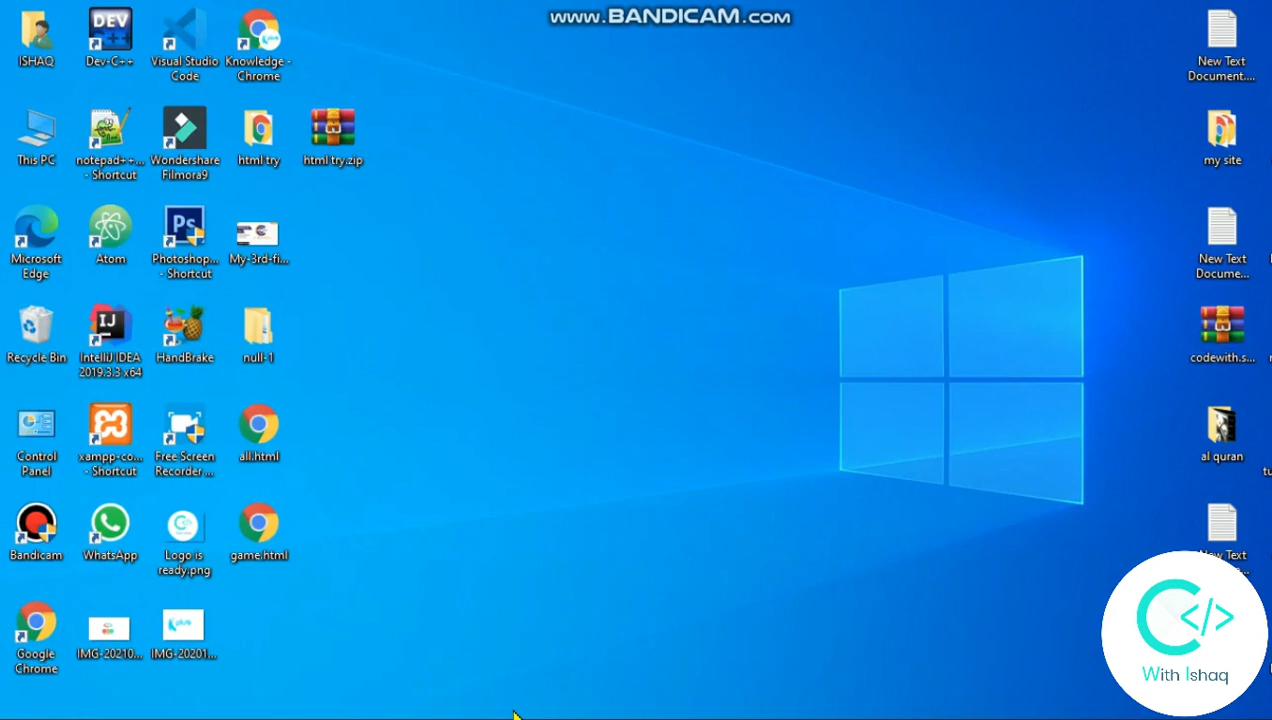 www.BANDICAM.com
ISHAQ
DEV
C++
Dev-C++
Visual Studio
Code
Knowledge -
Chrome
This PC
notepad++...
- Shortcut
Wondershare
Filmora9
html try
html try.zip
Microsoft
Edge
Atom
Ps
Photoshop...
- Shortcut
My-3rd-fi...
Recycle Bin
IJ
IntelliJ IDEA
2019.3.3 x64
HandBrake
null-1
Control
Panel
xampp-co...
- Shortcut
Free Screen
Recorder ...
all.html
Bandicam
WhatsApp
Logo is
ready.png
game.html
Google
Chrome
IMG-20210...
IMG-20201...
New Text
Document....
my site
New Text
Docume...
codewith.s...
al quran
New Text
C </>
With Ishaq